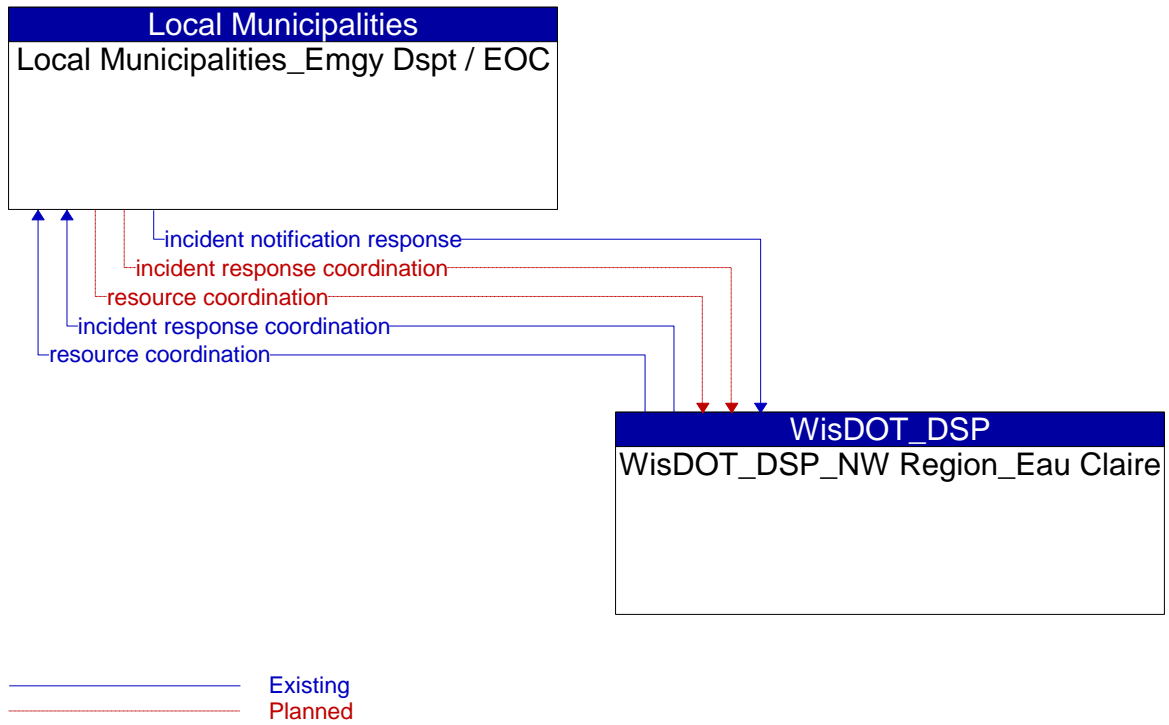 Local Municipalities
Local Municipalities_Emgy Dspt / EOC
incident notification response
incident response coordination
resource coordination
incident response coordination
resource coordination
WisDOT_DSP
WisDOT_DSP_NW Region_Eau Claire
Existing
Planned